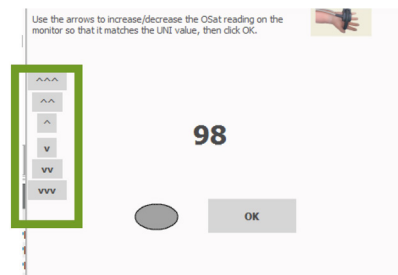 Use the arrows to increase/decrease the OSat reading on the
monitor so that it matches the UNI value, then click OK.
^^^
^^
^
v
vv
vvv
98
OK